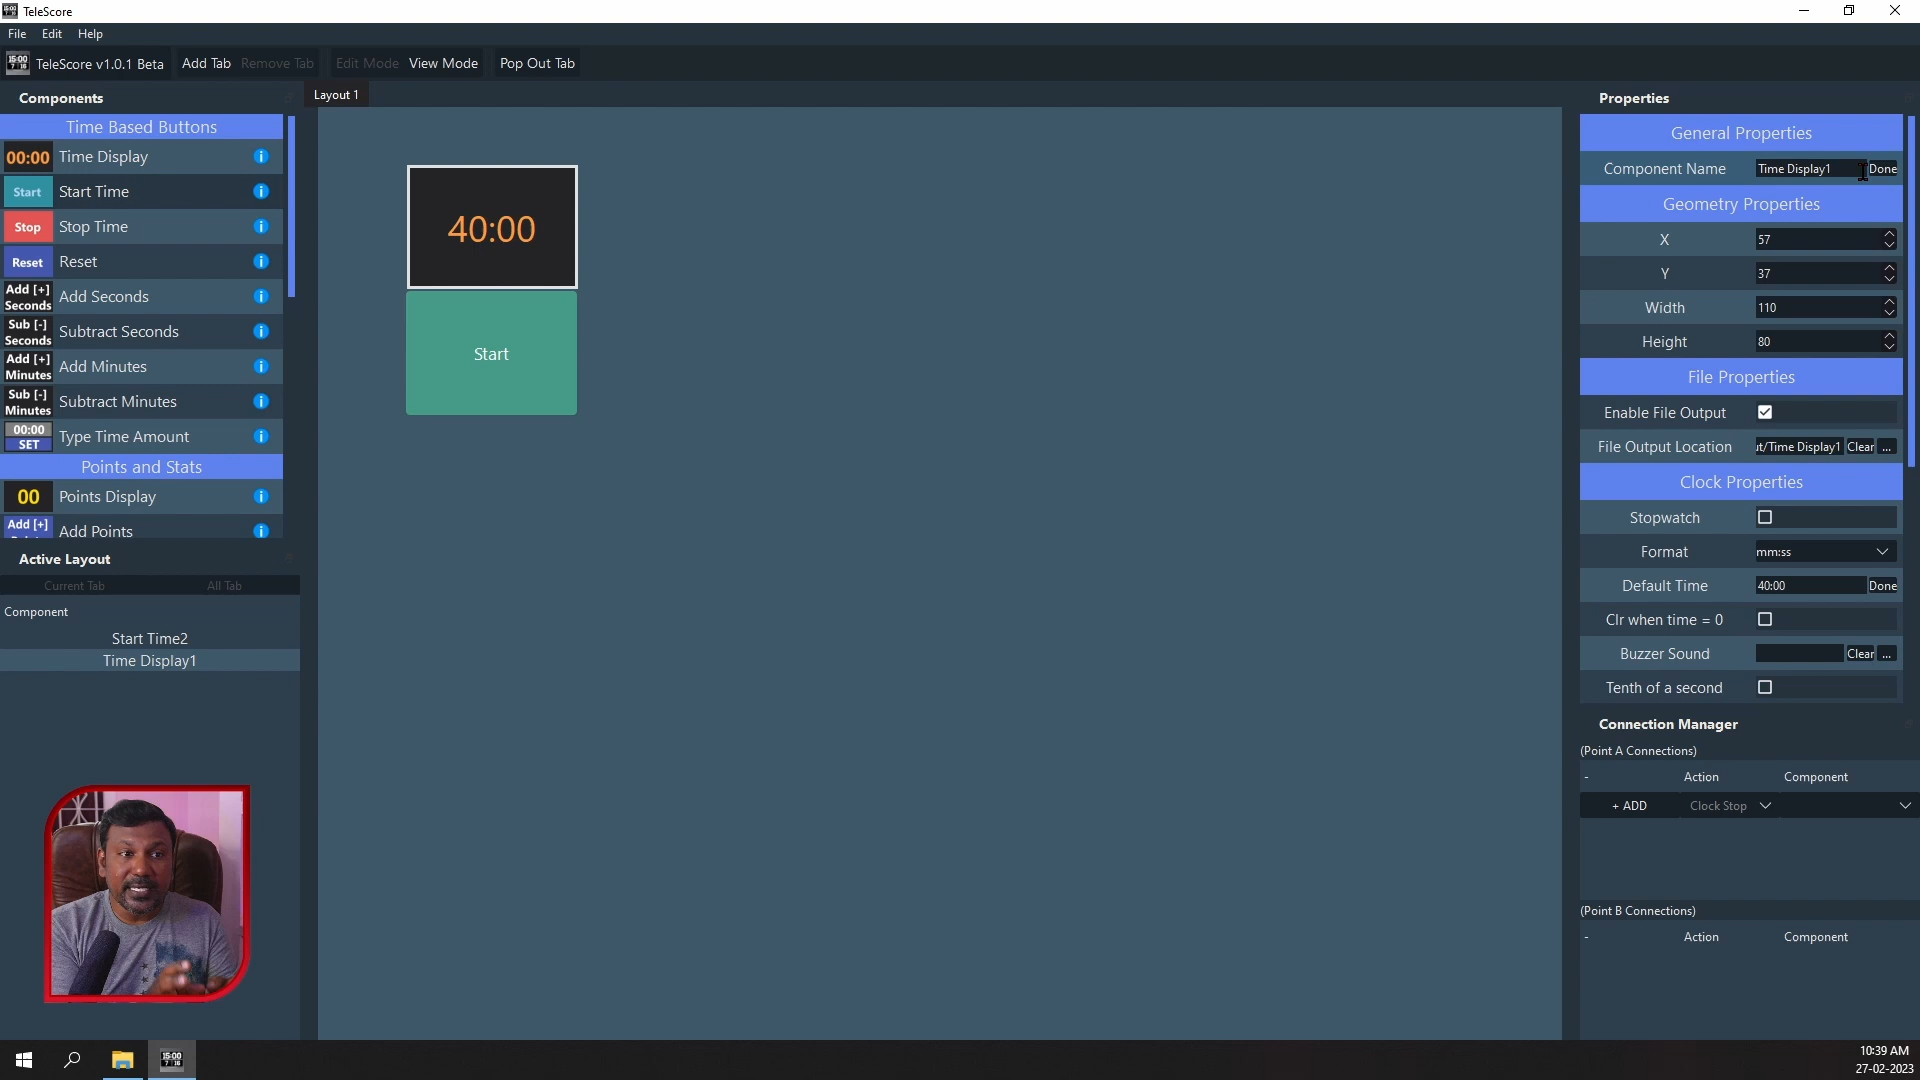 TeleScore
File Edit Help
TeleScore v1.0.1 Beta Add Tab Remove Tab Edit Mode View Mode Pop Out Tab
Components
Time Based Buttons
00:00 Time Display
Start Start Time
Stop Stop Time
Reset Reset
Add [+] Seconds Add Seconds
Sub [-] Seconds Subtract Seconds
Add [+] Minutes Add Minutes
Sub [-] Minutes Subtract Minutes
00:00 SET Type Time Amount
Points and Stats
00 Points Display
Add [+] Add Points
Active Layout
Current Tab All Tab
Component
Start Time2
Time Display1
Layout 1
40:00
Start
Properties
General Properties
Component Name Time Display1 Done
Geometry Properties
X 57
Y 37
Width 110
Height 80
File Properties
Enable File Output
File Output Location ut/Time Display1 Clear ...
Clock Properties
Stopwatch
Format mm:ss
Default Time 40:00 Done
Clr when time = 0
Buzzer Sound Clear ...
Tenth of a second
Connection Manager
(Point A Connections)
- Action Component
+ ADD Clock Stop
(Point B Connections)
- Action Component
15:00
10:39 AM
27-02-2023